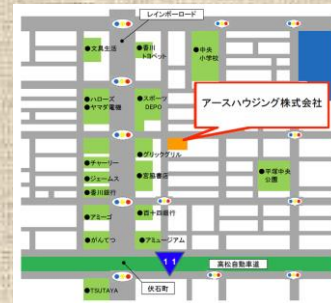 レインボーロード
●文具生活
●香川
トヨペット
●中央
小学校
●ハローズ
●ヤマダ電機
●スポーツ
DEPO
アースハウジング株式会社
●グリックグリル
●チャーリー
●ジェームス
●香川銀行
●宮脇書店
●平塚中央
公園
●アミーゴ
●百十四銀行
●がんてつ
●アミュージアム
11
高松自動車道
伏石町
●TSUTAYA